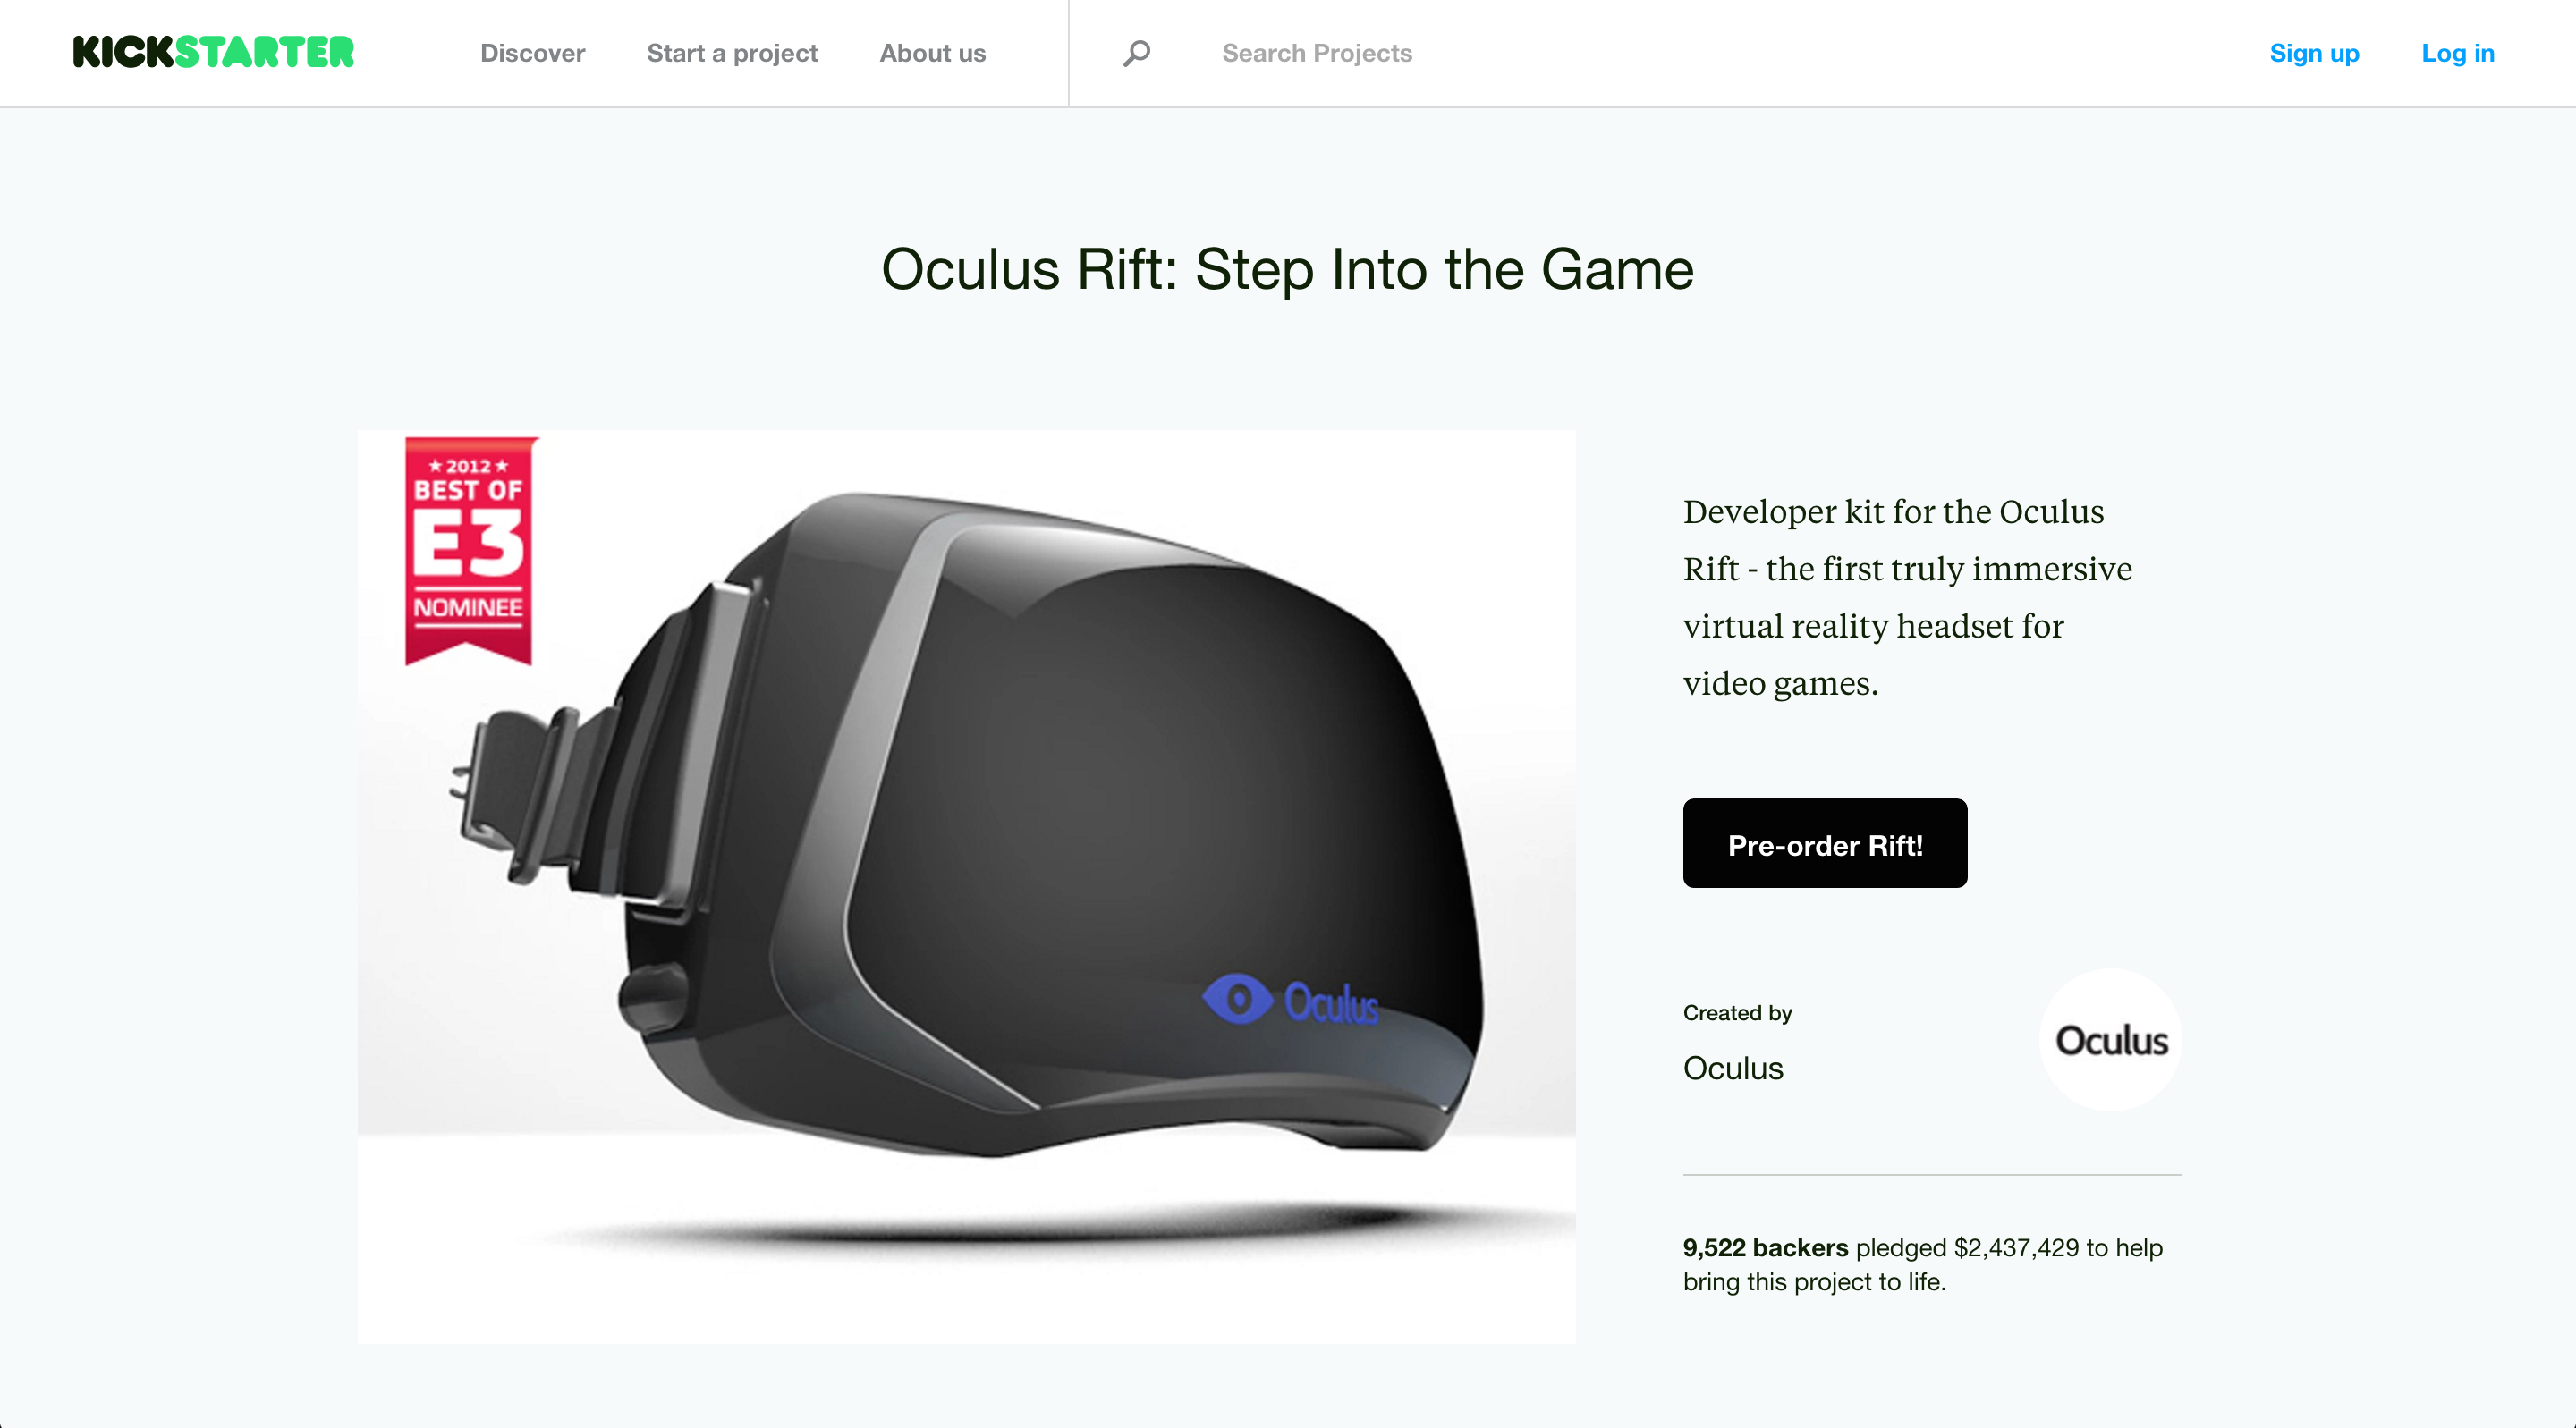 KICKSTARTER
Discover
Start a project
About us
Search Projects
Sign up
Log in
Oculus Rift: Step Into the Game
★ 2012 ★
BEST OF
E3
NOMINEE
Oculus
Developer kit for the Oculus
Rift - the first truly immersive
virtual reality headset for
video games.
Pre-order Rift!
Created by
Oculus
Oculus
9,522 backers pledged $2,437,429 to help
bring this project to life.